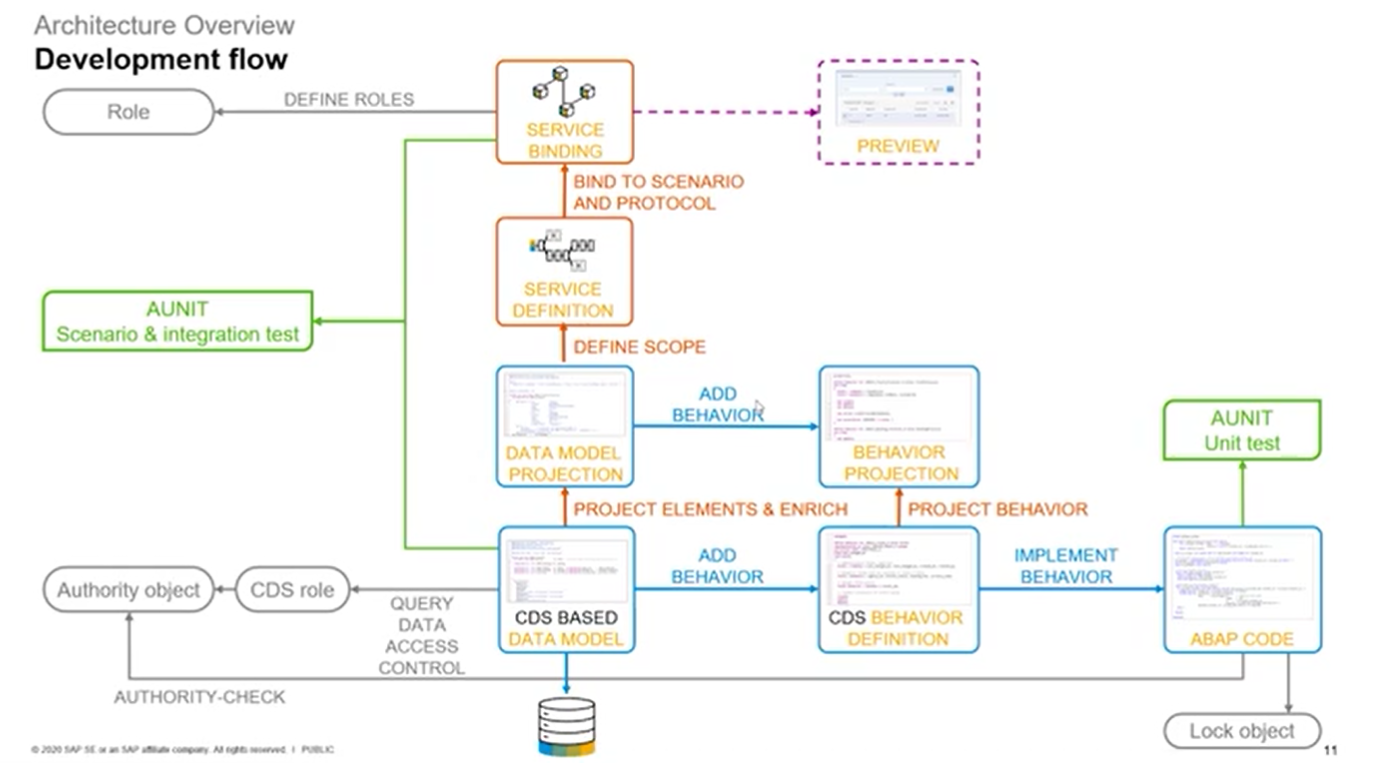 Architecture Overview
Development flow
Role
DEFINE ROLES
SERVICE
BINDING
PREVIEW
BIND TO SCENARIO
AND PROTOCOL
SERVICE
DEFINITION
AUNIT
Scenario & integration test
DEFINE SCOPE
ADD
BEHAVIOR
DATA MODEL
PROJECTION
BEHAVIOR
PROJECTION
AUNIT
Unit test
PROJECT ELEMENTS & ENRICH
PROJECT BEHAVIOR
ADD
BEHAVIOR
IMPLEMENT
BEHAVIOR
Authority object
CDS role
QUERY
DATA
ACCESS
CONTROL
CDS BASED
DATA MODEL
CDS BEHAVIOR
DEFINITION
ABAP CODE
AUTHORITY-CHECK
Lock object
© 2020 SAP SE or an SAP affiliate company. All rights reserved. I PUBLIC
11